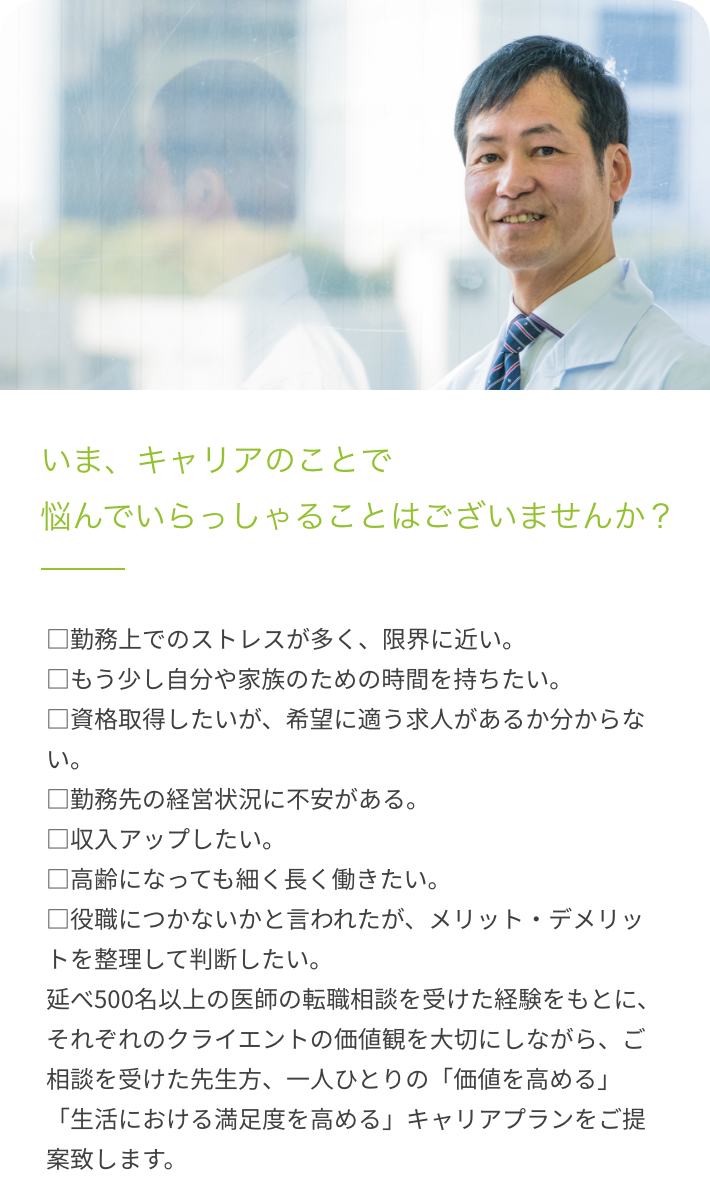 いま、キャリアのことで
悩んでいらっしゃることはございませんか？
□勤務上でのストレスが多く、限界に近い。
□もう少し自分や家族のための時間を持ちたい。
□資格取得したいが、希望に適う求人があるか分からな
い。
□勤務先の経営状況に不安がある。
□収入アップしたい。
□高齢になっても細く長く働きたい。
□役職につかないかと言われたが、メリット・デメリッ
トを整理して判断したい。
延べ500名以上の医師の転職相談を受けた経験をもとに、
それぞれのクライエントの価値観を大切にしながら、ご
相談を受けた先生方、一人ひとりの「価値を高める」
「生活における満足度を高める」キャリアプランをご提
案致します。